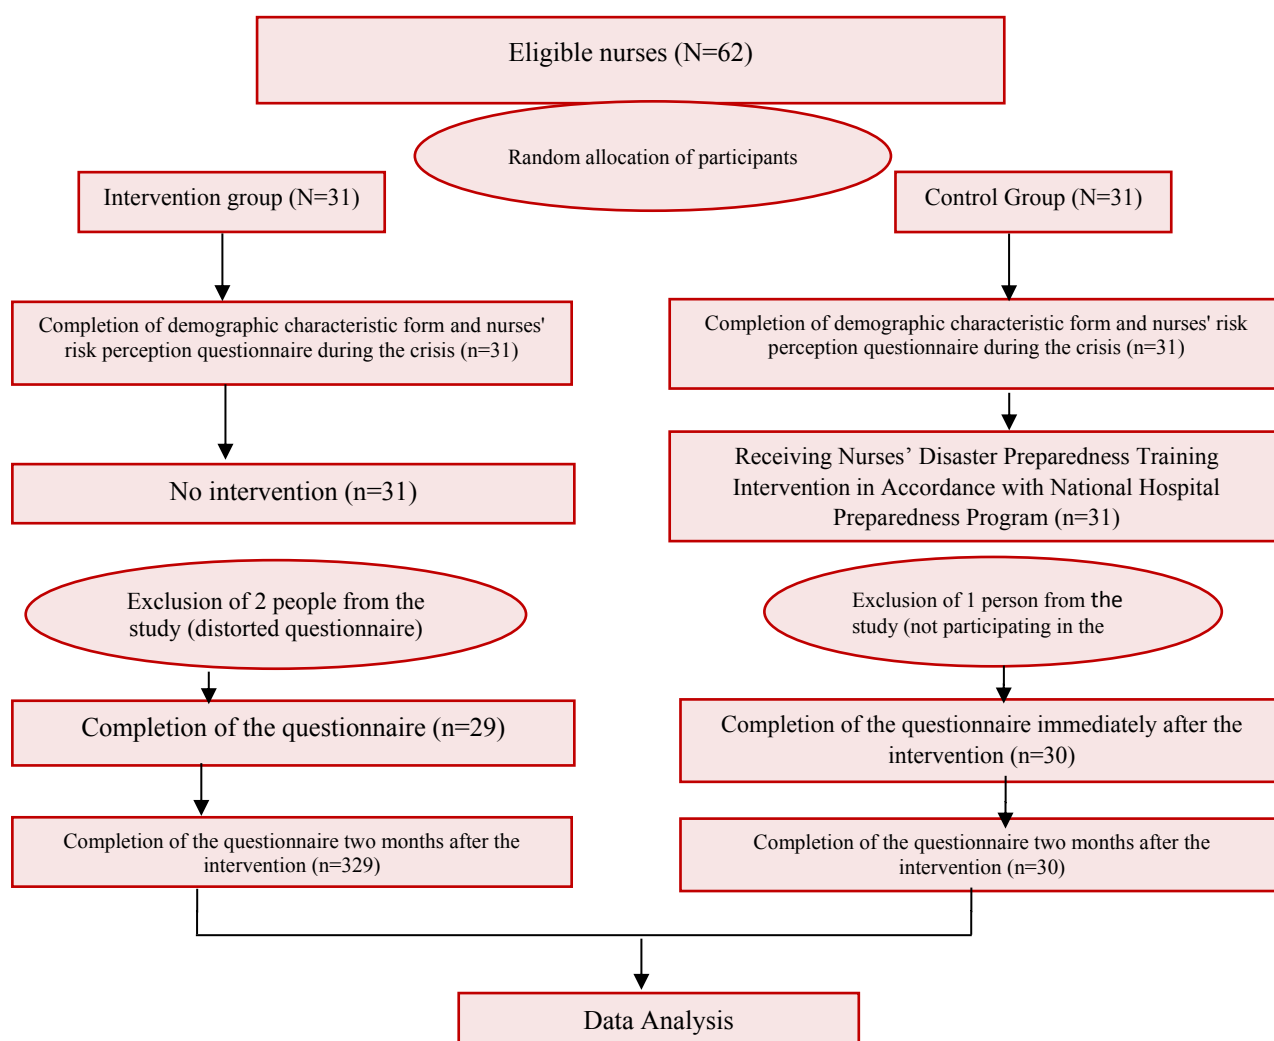 Eligible nurses (N=62)
Random allocation of participants
Intervention group (N=31)
Control Group (N=31)
Completion of demographic characteristic form and nurses'
risk perception questionnaire during the crisis (n=31)
Completion of demographic characteristic form and nurses' risk
perception questionnaire during the crisis (n=31)
No intervention (n=31)
Receiving Nurses’ Disaster Preparedness Training
Intervention in Accordance with National Hospital
Preparedness Program (n=31)
Exclusion of 2 people from the
study (distorted questionnaire)
Exclusion of 1 person from the
study (not participating in the
Completion of the questionnaire (n=29)
Completion of the questionnaire immediately after the
intervention (n=30)
Completion of the questionnaire two months after the
intervention (n=329)
Completion of the questionnaire two months after the
intervention (n=30)
Data Analysis